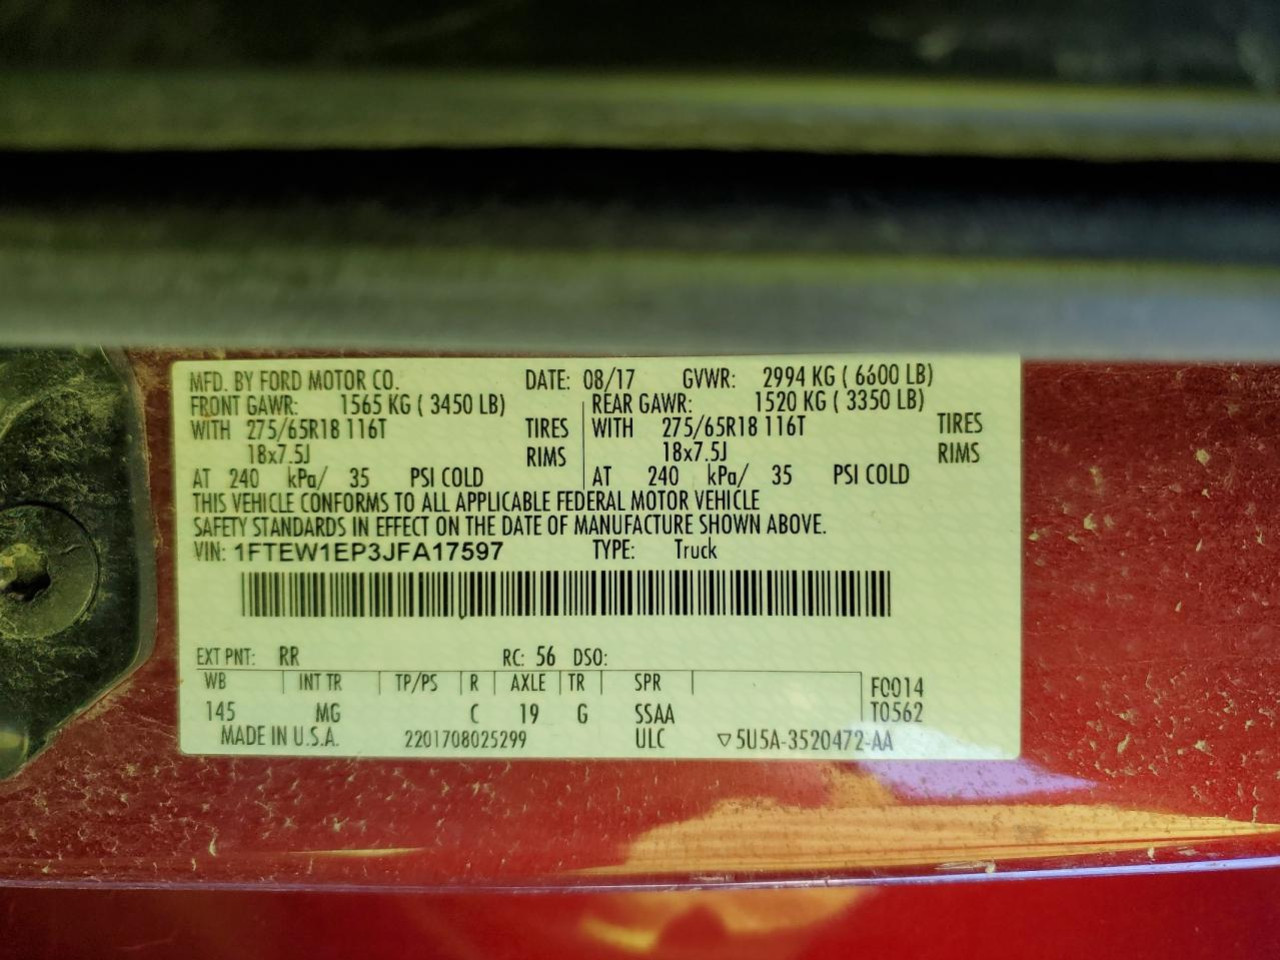 MFD. BY FORD MOTOR CO. DATE: 08/17 GVWR: 2994 KG ( 6600 LB)
FRONT GAWR: 1565 KG ( 3450 LB) REAR GAWR: 1520 KG ( 3350 LB)
WITH 275/65R18 116T TIRES WITH 275/65R18 116T TIRES
18x7.5J RIMS 18x7.5J RIMS
AT 240 kPa/ 35 PSI COLD AT 240 kPa/ 35 PSI COLD
THIS VEHICLE CONFORMS TO ALL APPLICABLE FEDERAL MOTOR VEHICLE
SAFETY STANDARDS IN EFFECT ON THE DATE OF MANUFACTURE SHOWN ABOVE.
VIN: 1FTEW1EP3JFA17597 TYPE: Truck
EXT PNT: RR RC: 56 DSO:
WB INT TR TP/PS R AXLE TR SPR F0014
145 MG C 19 G SSAA T0562
MADE IN U.S.A. 2201708025299 ULC ▽5U5A-3520472-AA